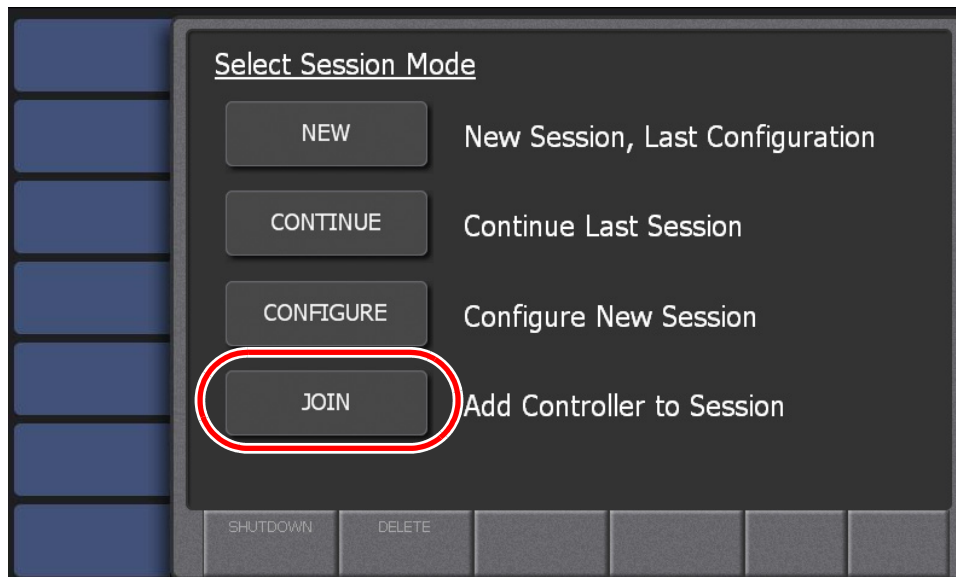 Select Session Mode
NEW New Session, Last Configuration
CONTINUE Continue Last Session
CONFIGURE Configure New Session
JOIN Add Controller to Session
SHUTDOWN DELETE